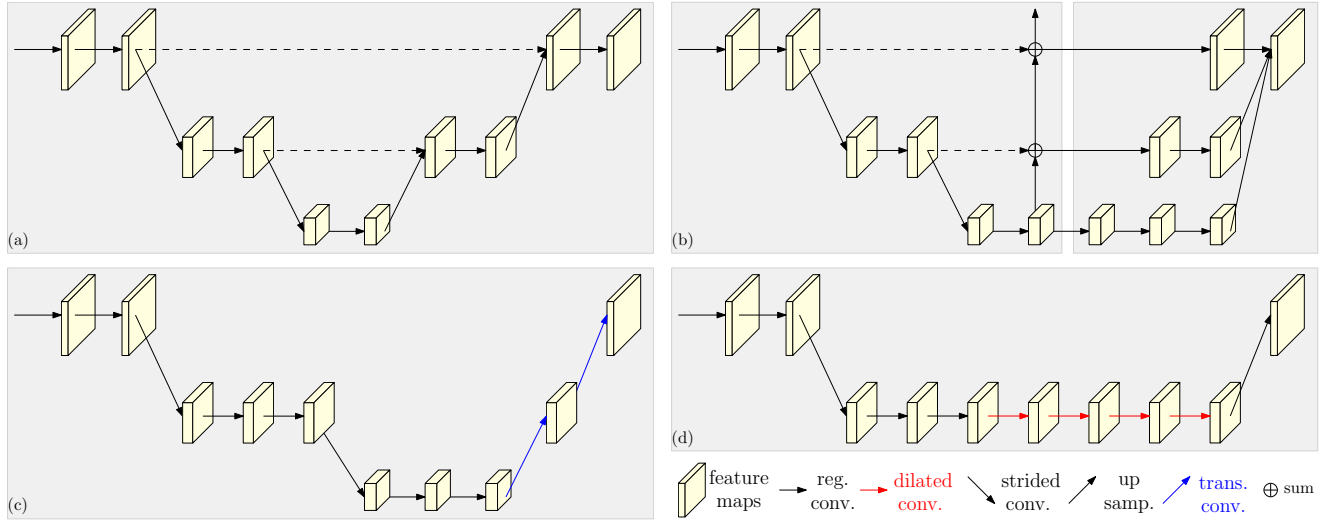 (a)
(b)
(c)
(d)
feature
maps
reg.
conv.
dilated
conv.
strided
conv.
up
samp.
trans.
conv.
sum